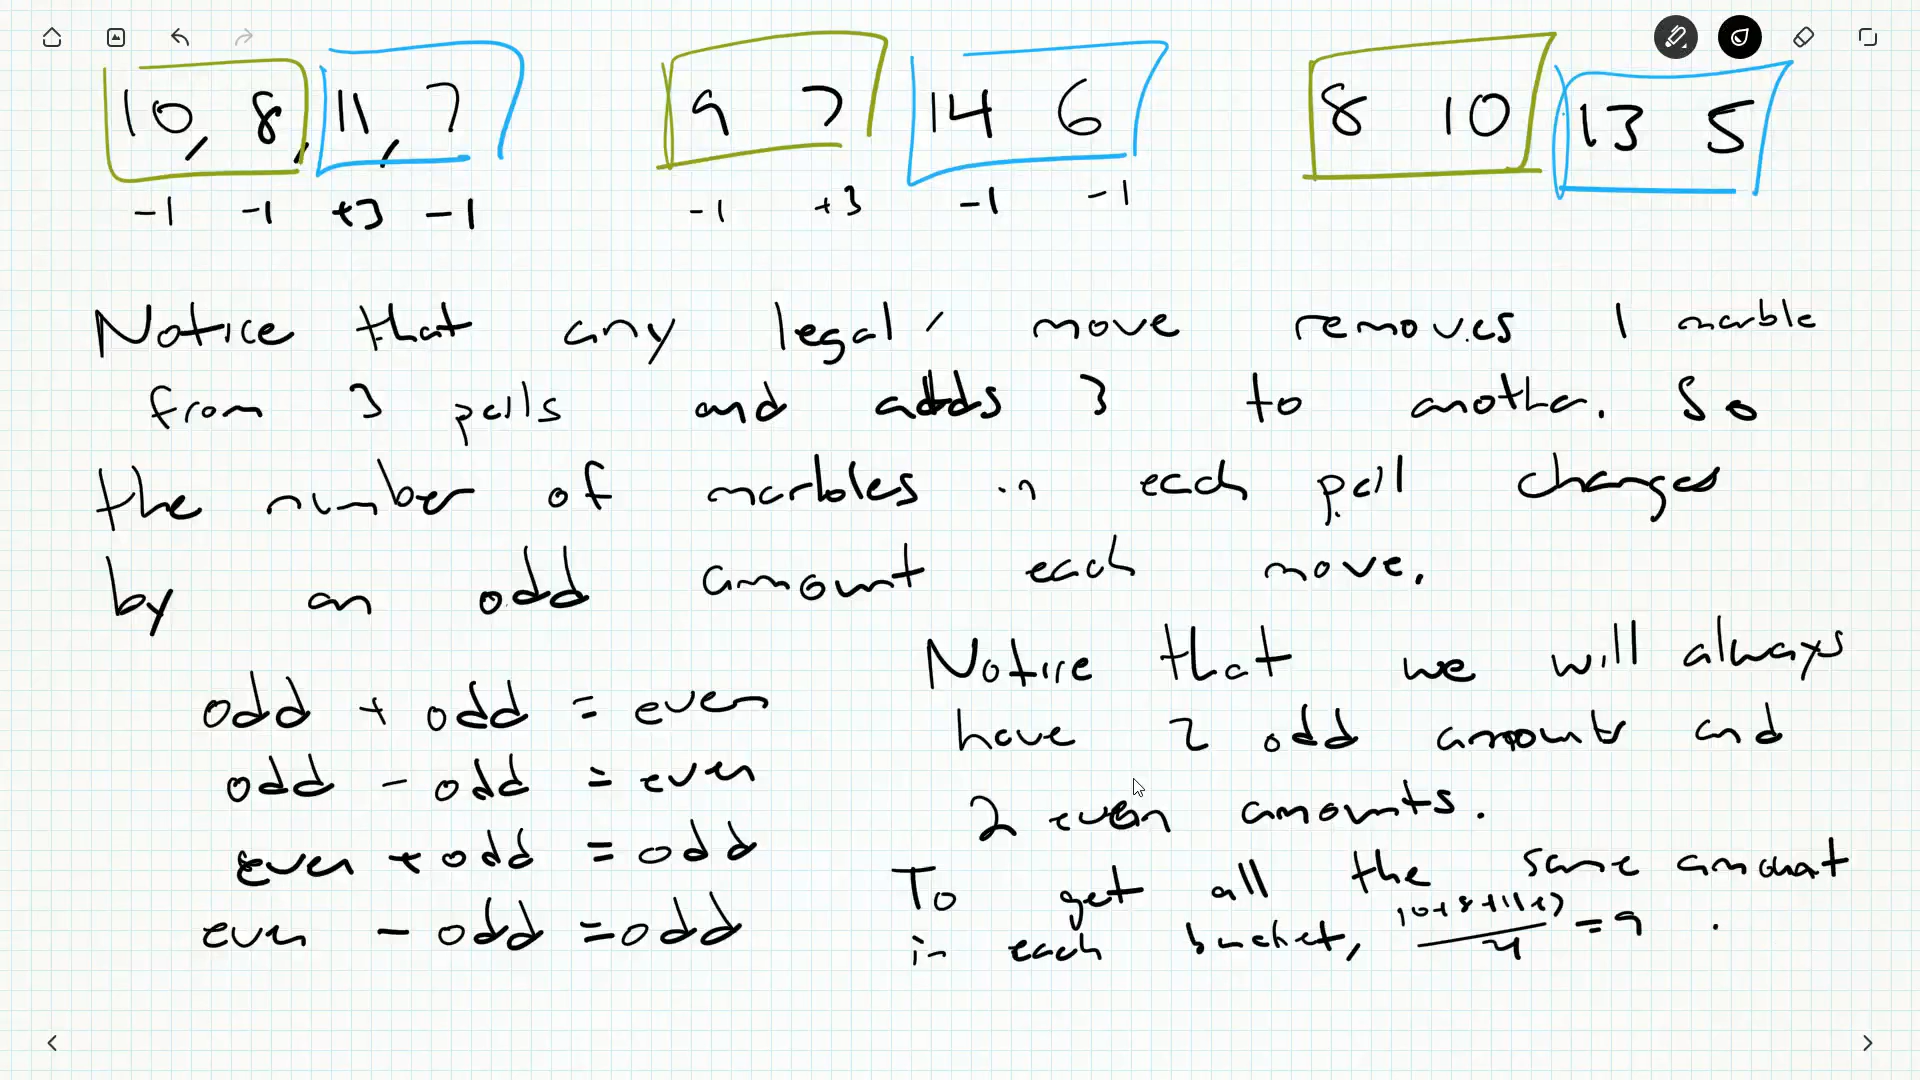 10, 8, 11, 7 9 7 14 6 8 10 13 5
-1 -1 +3 -1 -1 +3 -1 -1
Notice that any legal move removes 1 marble
from 3 pails and adds 3 to another. So
the number of marbles in each pail changes
by an odd amount each move.
odd + odd = even
odd - odd = even
even + odd = odd
even - odd = odd
Notice that we will always
have 2 odd amounts and
2 even amounts.
To get all the same amount
in each bucket, (10+8+11+7)/4 = 9.